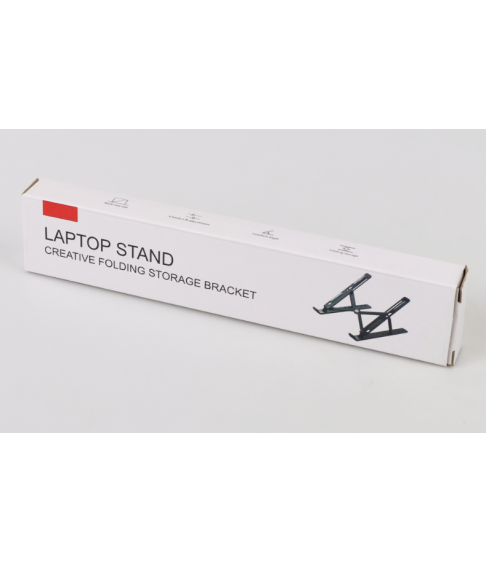 LAPTOP STAND
CREATIVE FOLDING STORAGE BRACKET